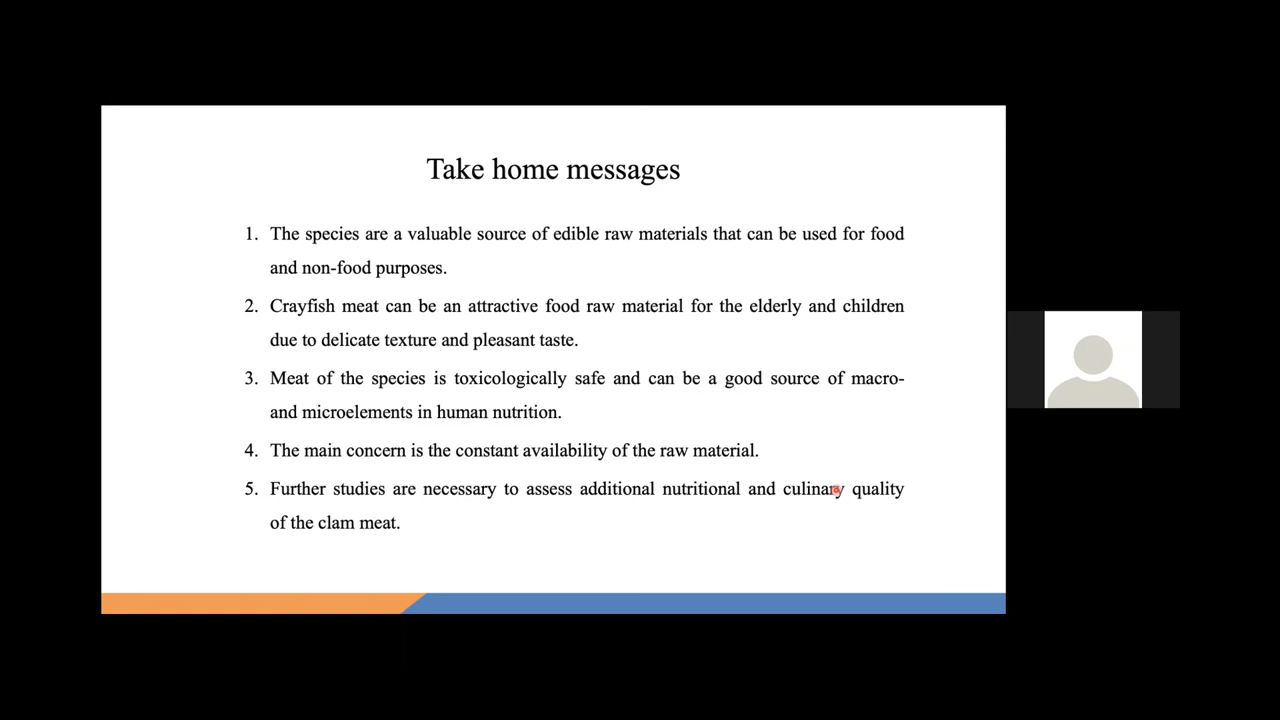 Take home messages
1. The species are a valuable source of edible raw materials that can be used for food
and non-food purposes.
2. Crayfish meat can be an attractive food raw material for the elderly and children
due to delicate texture and pleasant taste.
3. Meat of the species is toxicologically safe and can be a good source of macro-
and microelements in human nutrition.
4. The main concern is the constant availability of the raw material.
5. Further studies are necessary to assess additional nutritional and culinary quality
of the clam meat.